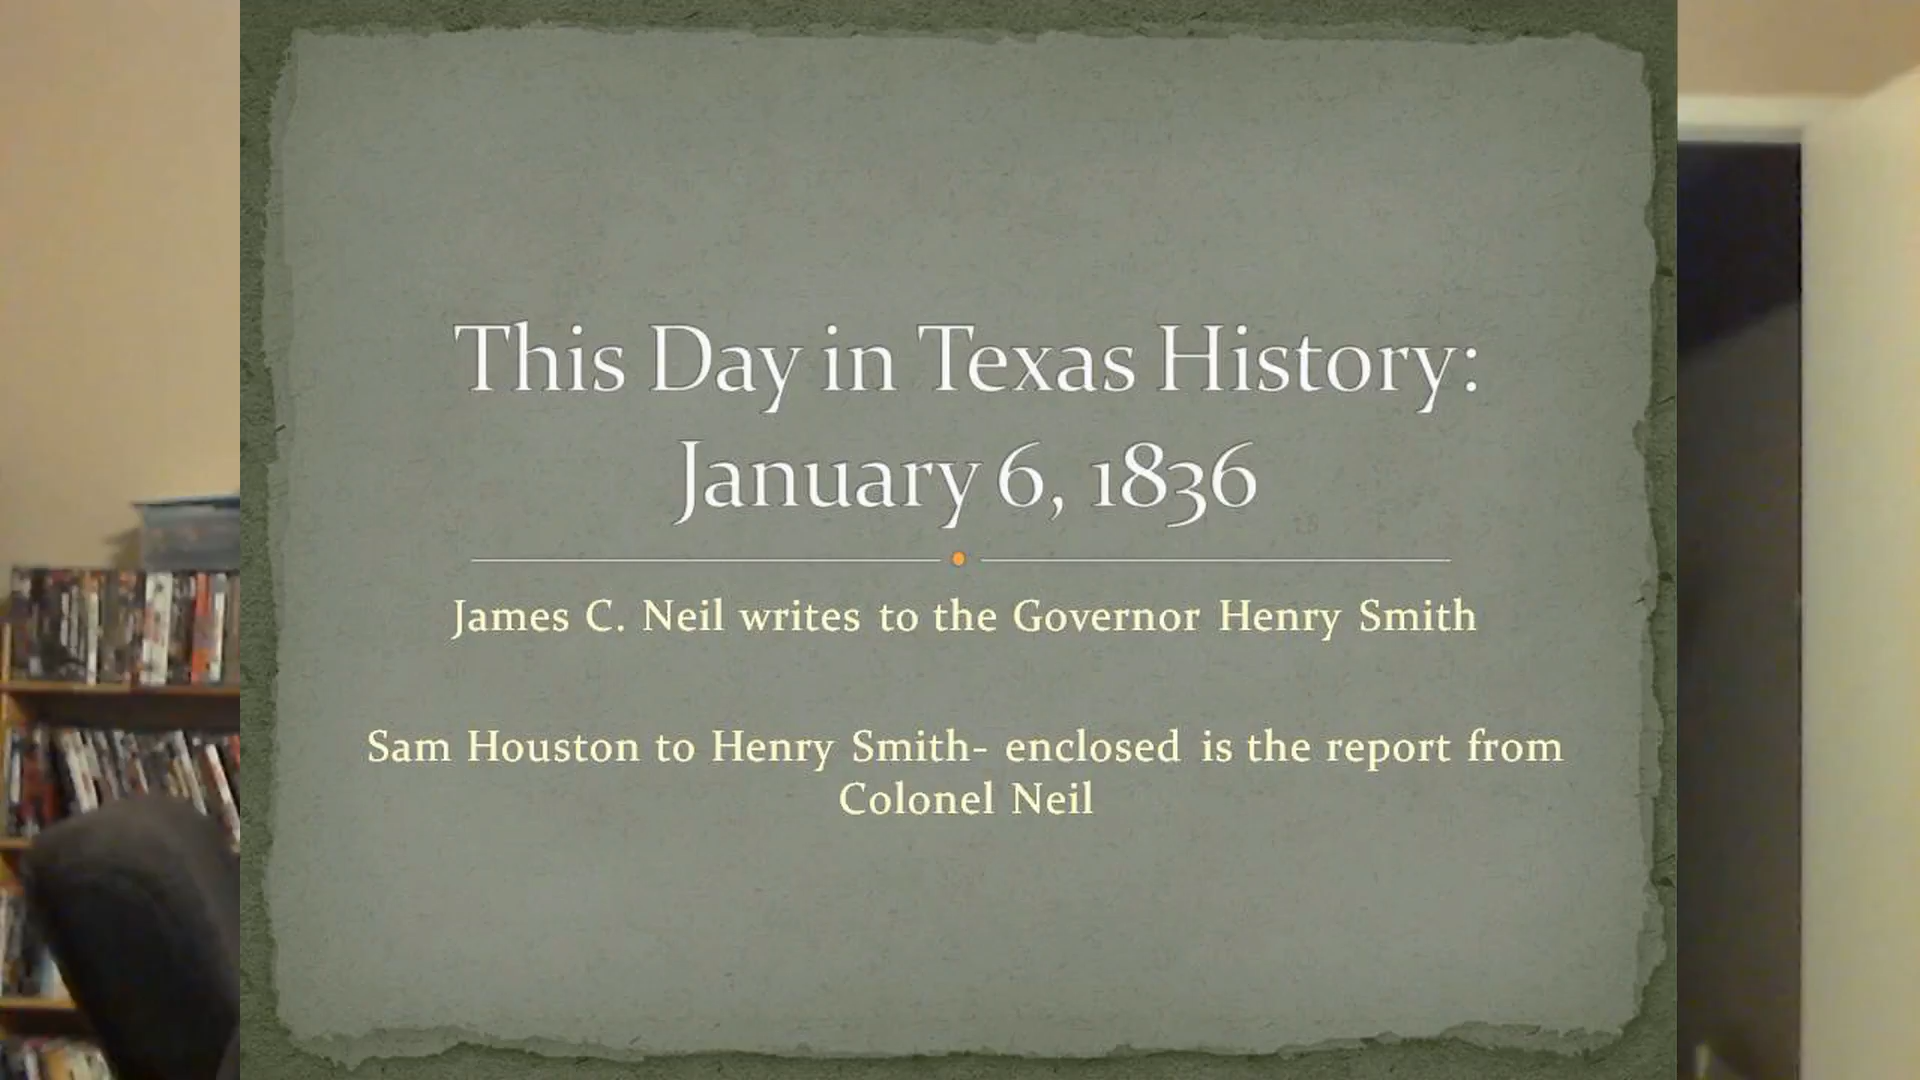 This Day in Texas History:
January 6, 1836
James C. Neil writes to the Governor Henry Smith
Sam Houston to Henry Smith- enclosed is the report from
Colonel Neil